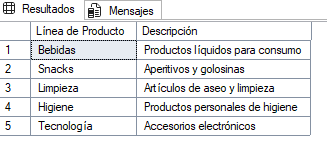 Resultados Mensajes
Línea de Producto Descripción
1 Bebidas Productos líquidos para consumo
2 Snacks Aperitivos y golosinas
3 Limpieza Artículos de aseo y limpieza
4 Higiene Productos personales de higiene
5 Tecnología Accesorios electrónicos